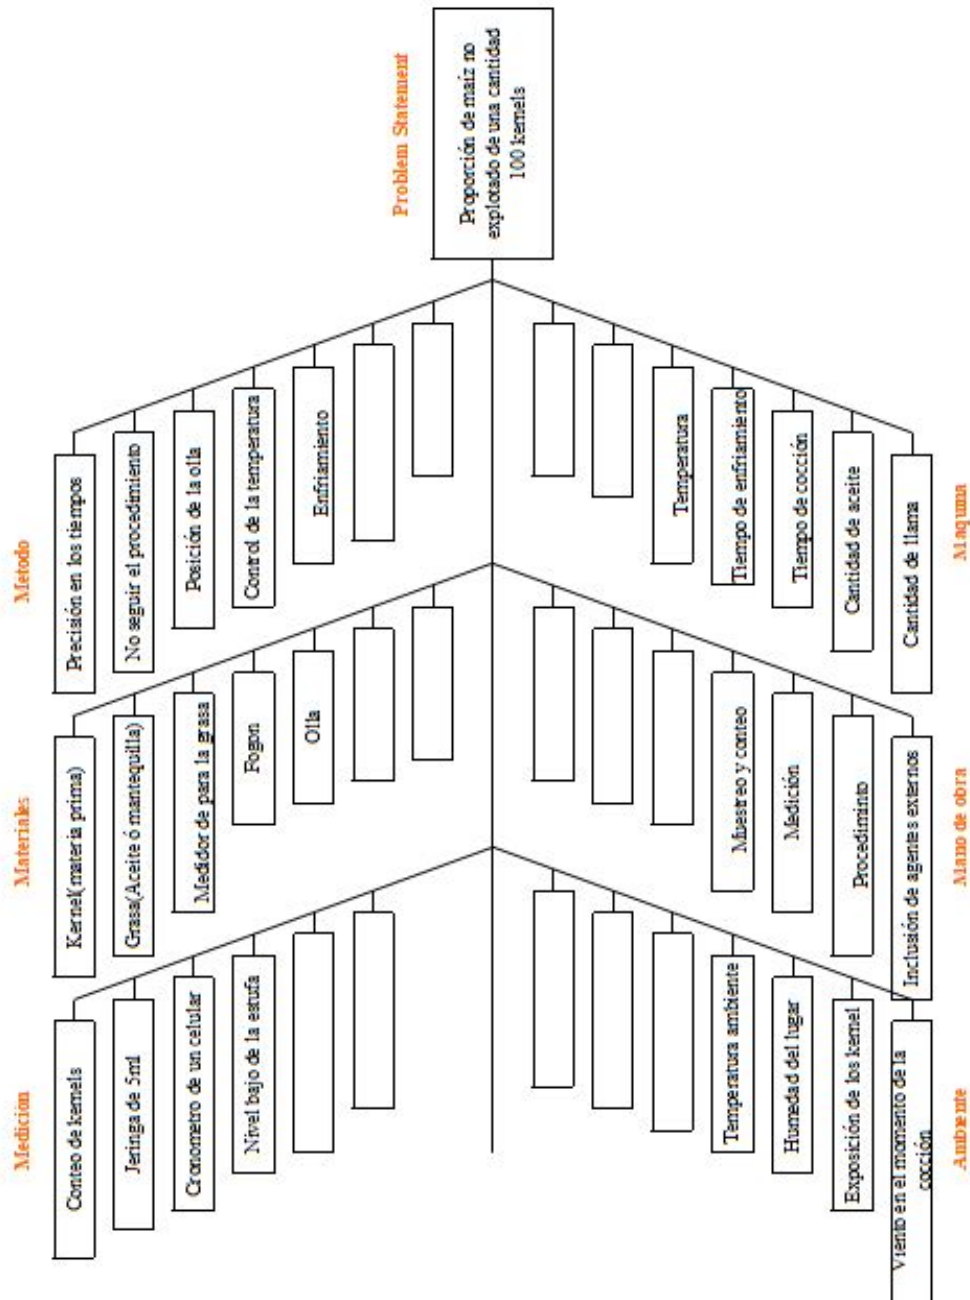 Problem Statement
Proporción de maíz no
explotado de una cantidad
100 kernels
Medición
Conteo de kernels
Jeringa de 5ml
Cronometro de un celular
Nivel bajo de la estufa
Materiales
Kernel(materia prima)
Grasa(Aceite ó mantequilla)
Medidor de para la grasa
Fogon
Olla
Metodo
Precisión en los tiempos
No seguir el procedimiento
Posición de la olla
Control de la temperatura
Enfriamiento
Temperatura ambiente
Humedad del lugar
Exposición de los kernel
Viento en el momento de la
cocción
Ambiente
Muestreo y conteo
Medición
Procediminto
Inclusión de agentes externos
Mano de obra
Temperatura
Tiempo de enfriamiento
Tiempo de cocción
Cantidad de aceite
Cantidad de llama
Maquina